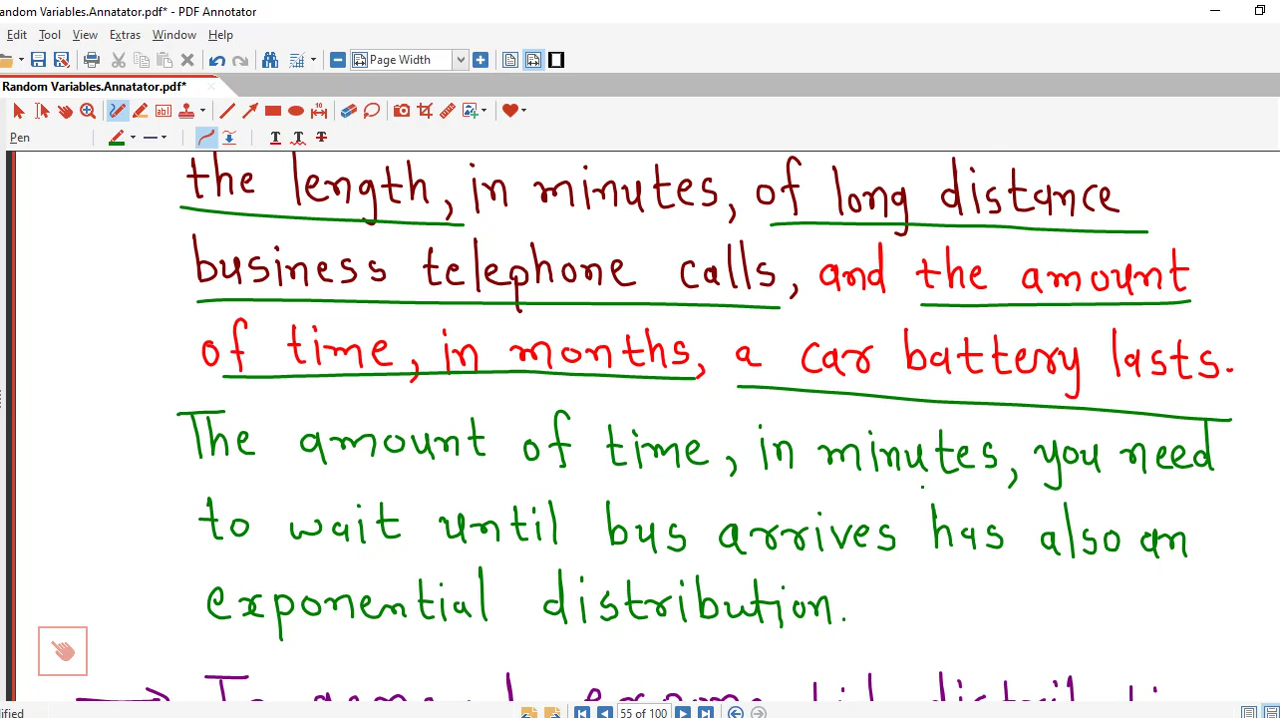 andom Variables.Annatator.pdf* - PDF Annotator
Edit Tool View Extras Window Help
Page Width
Random Variables.Annatator.pdf*
Pen
the length, in minutes, of long distance
business telephone calls, and the amount
of time, in months, a car battery lasts.
The amount of time, in minutes, you need
to wait until bus arrives has also an
exponential distribution.
ified 55 of 100